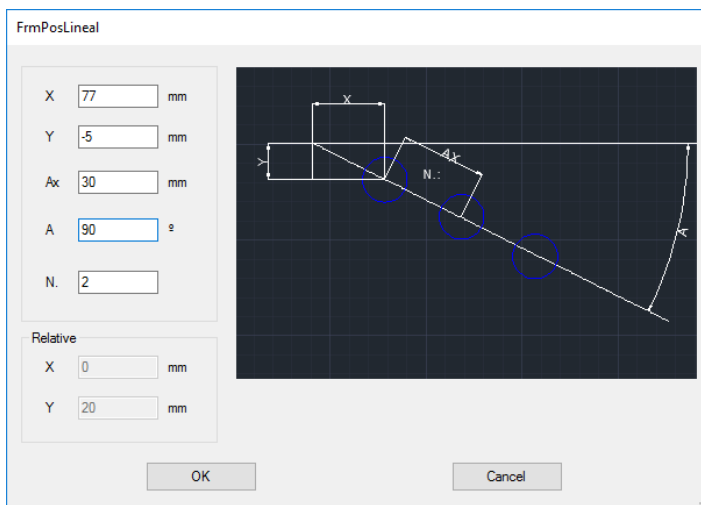 FrmPosLineal
X 77 mm
Y -5 mm
Ax 30 mm
A 90 º
N. 2
Relative
X 0 mm
Y 20 mm
X
Y
Ax
N.:
A
OK
Cancel